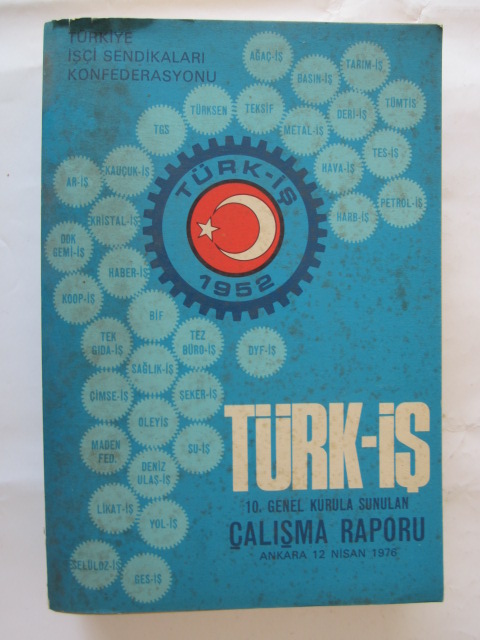 TÜRKİYE
İŞÇİ SENDİKALARI
KONFEDERASYONU
AĞAÇ-İŞ
BASIN-İŞ
TARIM-İŞ
TGS
TÜRKSEN
TEKSİF
METAL-İŞ
DERİ-İŞ
TÜMTİS
AR-İŞ
KAUÇUK-İŞ
HAVA-İŞ
TES-İŞ
KRİSTAL-İŞ
HARB-İŞ
PETROL-İŞ
DOK
GEMİ-İŞ
HABER-İŞ
KOOP-İŞ
TÜRK-İŞ
1952
BİF
TEK
GIDA-İŞ
TEZ
BÜRO-İŞ
DYF-İŞ
SAĞLIK-İŞ
ÇİMSE-İŞ
ŞEKER-İŞ
OLEYİS
MADEN
FED.
SU-İŞ
DENİZ
ULAŞ-İŞ
LİKAT-İŞ
YOL-İŞ
SELÜLOZ-İŞ
GES-İŞ
TÜRK-İŞ
10. GENEL KURULA SUNULAN
ÇALIŞMA RAPORU
ANKARA 12 NİSAN 1976